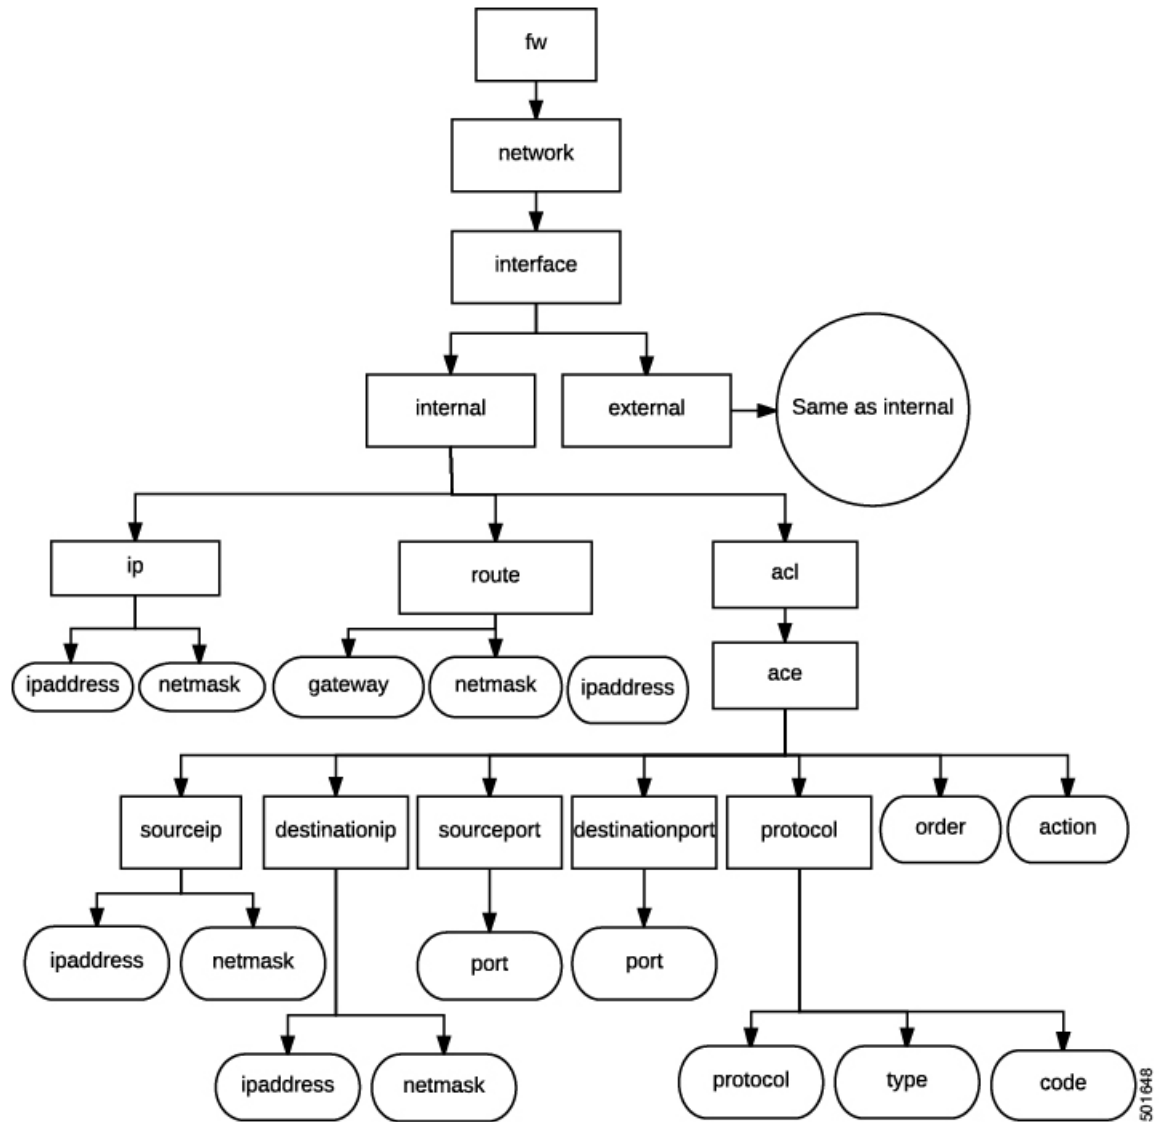 fw
network
interface
internal
external
Same as internal
ip
route
acl
ipaddress
netmask
gateway
netmask
ipaddress
ace
sourceip
destinationip
sourceport
destinationport
protocol
order
action
ipaddress
netmask
port
port
ipaddress
netmask
protocol
type
code
501648